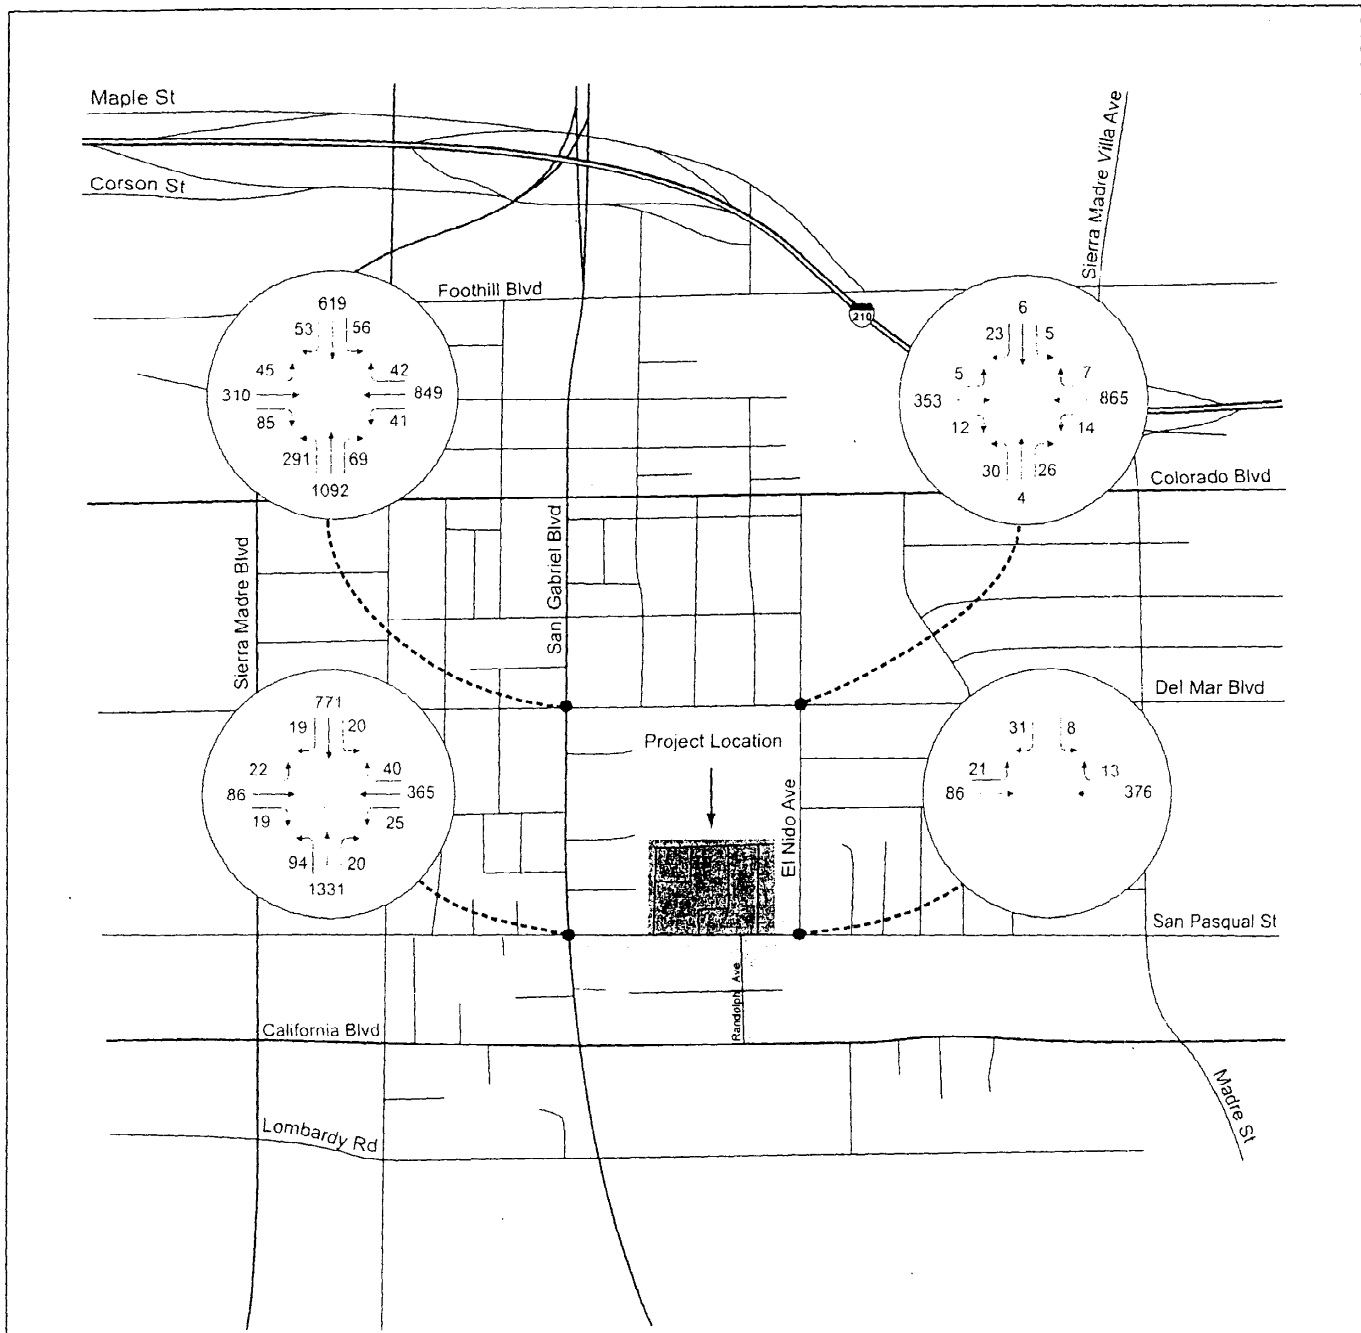 Maple St
Corson St
Sierra Madre Villa Ave
Foothill Blvd
210
619
53 56
45 42
310 849
85 41
291 69
1092
6
23 5
5 7
353 865
12 14
30 26
4
Colorado Blvd
Sierra Madre Blvd
San Gabriel Blvd
Del Mar Blvd
771
19 20
22 40
86 365
19 25
94 20
1331
Project Location
El Nido Ave
31 8
21 13
86 376
San Pasqual St
Randolph Ave
California Blvd
Madre St
Lombardy Rd